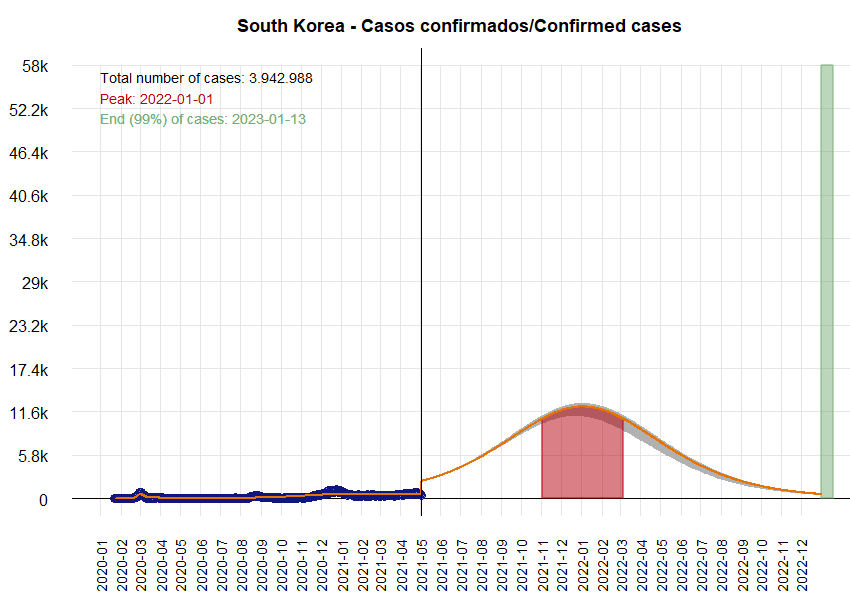 South Korea - Casos confirmados/Confirmed cases
58k
Total number of cases: 3.942.988
Peak: 2022-01-01
52.2k
End (99%) of cases: 2023-01-13
46.4k
40.6k
34.8k
29k
23.2k
17.4k
11.6k
5.8k
0
2020-01
2020-02
2020-03
2020-04
2020-05
2020-06
2020-07
2020-08
2020-09
2020-10
2020-11
2020-12
2021-01
2021-02
2021-03
2021-04
2021-05
2021-06
2021-07
2021-08
2021-09
2021-10
2021-11
2021-12
2022-01
2022-02
2022-03
2022-04
2022-05
2022-06
2022-07
2022-08
2022-09
2022-10
2022-11
2022-12